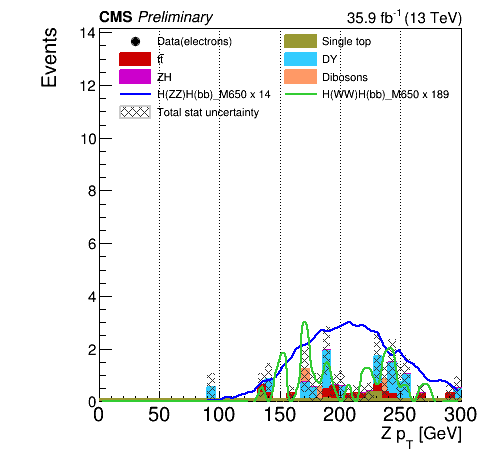 CMS Preliminary 35.9 fb⁻¹ (13 TeV)
Events
Data(electrons) Single top
tt̄ DY
ZH Dibosons
H(ZZ)H(bb)_M650 x 14 H(WW)H(bb)_M650 x 189
Total stat uncertainty
14
12
10
8
6
4
2
0
0 50 100 150 200 250 300
Z p_T [GeV]